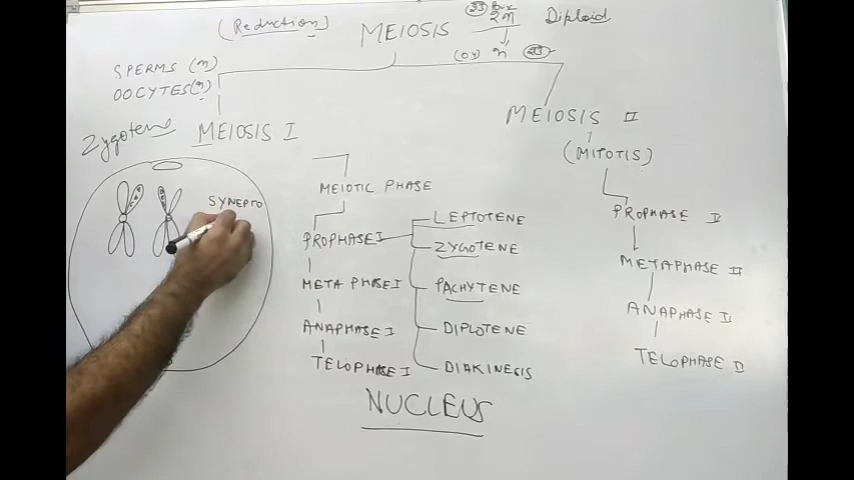 (Reduction)
MEIOSIS
2n
Diploid
(or) n 23
SPERMS (n)
OOCYTES (n)
Zygotene
MEIOSIS I
MEIOSIS II
(MITOTIS)
MEIOTIC PHASE
SYNEPTO
PROPHASE I
LEPTOTENE
ZYGOTENE
META PHASE I
PACHYTENE
ANAPHASE I
DIPLOTENE
TELOPHASE I
DIAKINESIS
PROPHASE II
METAPHASE II
ANAPHASE II
TELOPHASE II
NUCLEUS